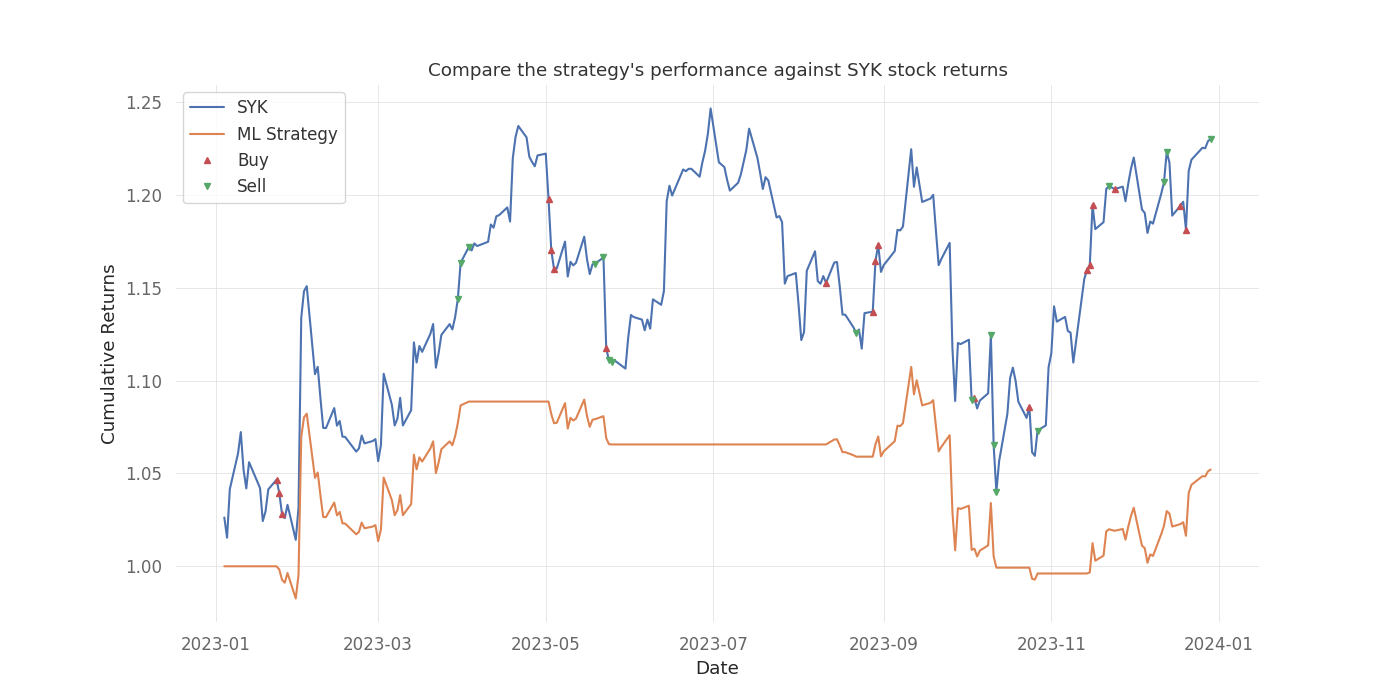 Compare the strategy's performance against SYK stock returns
SYK
ML Strategy
Buy
Sell
Cumulative Returns
1.25
1.20
1.15
1.10
1.05
1.00
2023-01 2023-03 2023-05 2023-07 2023-09 2023-11 2024-01
Date